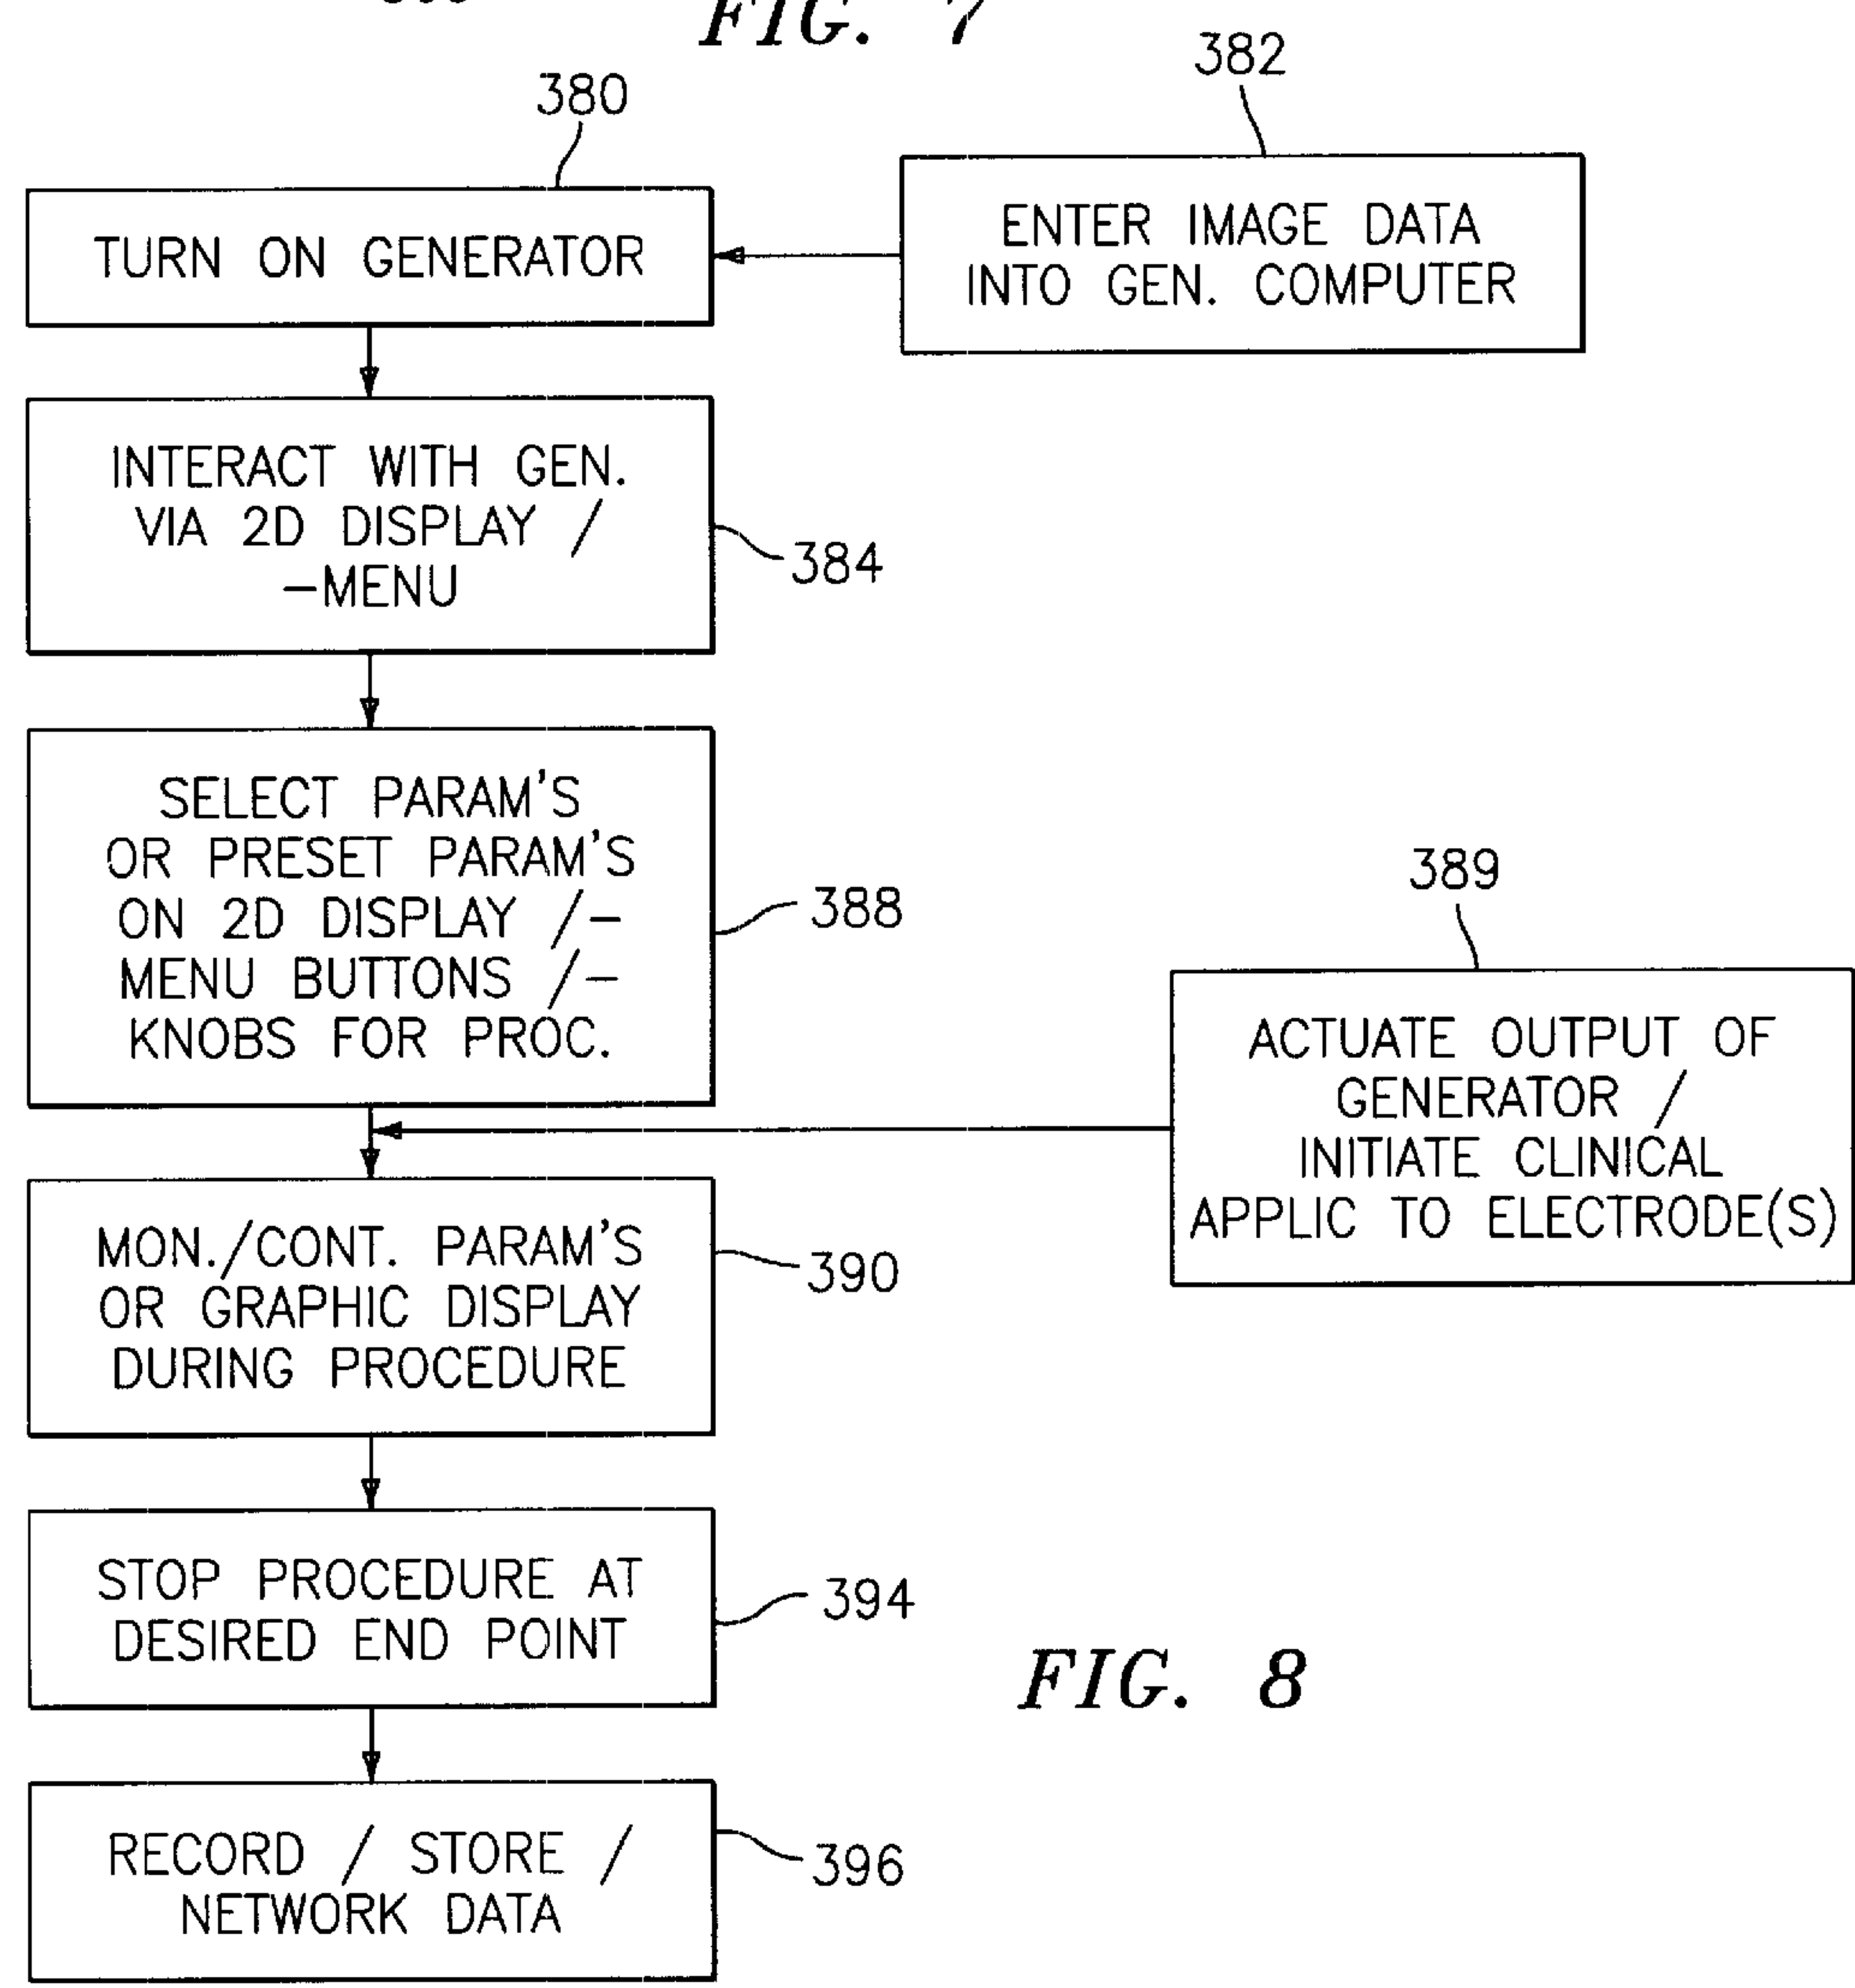 FIG. 7
382
380
TURN ON GENERATOR
ENTER IMAGE DATA
INTO GEN. COMPUTER
INTERACT WITH GEN.
VIA 2D DISPLAY /
-MENU
384
SELECT PARAM'S
OR PRESET PARAM'S
ON 2D DISPLAY /-
MENU BUTTONS /-
KNOBS FOR PROC.
388
389
ACTUATE OUTPUT OF
GENERATOR /
INITIATE CLINICAL
APPLIC TO ELECTRODE(S)
MON./CONT. PARAM'S
OR GRAPHIC DISPLAY
DURING PROCEDURE
390
STOP PROCEDURE AT
DESIRED END POINT
394
FIG. 8
RECORD / STORE /
NETWORK DATA
396